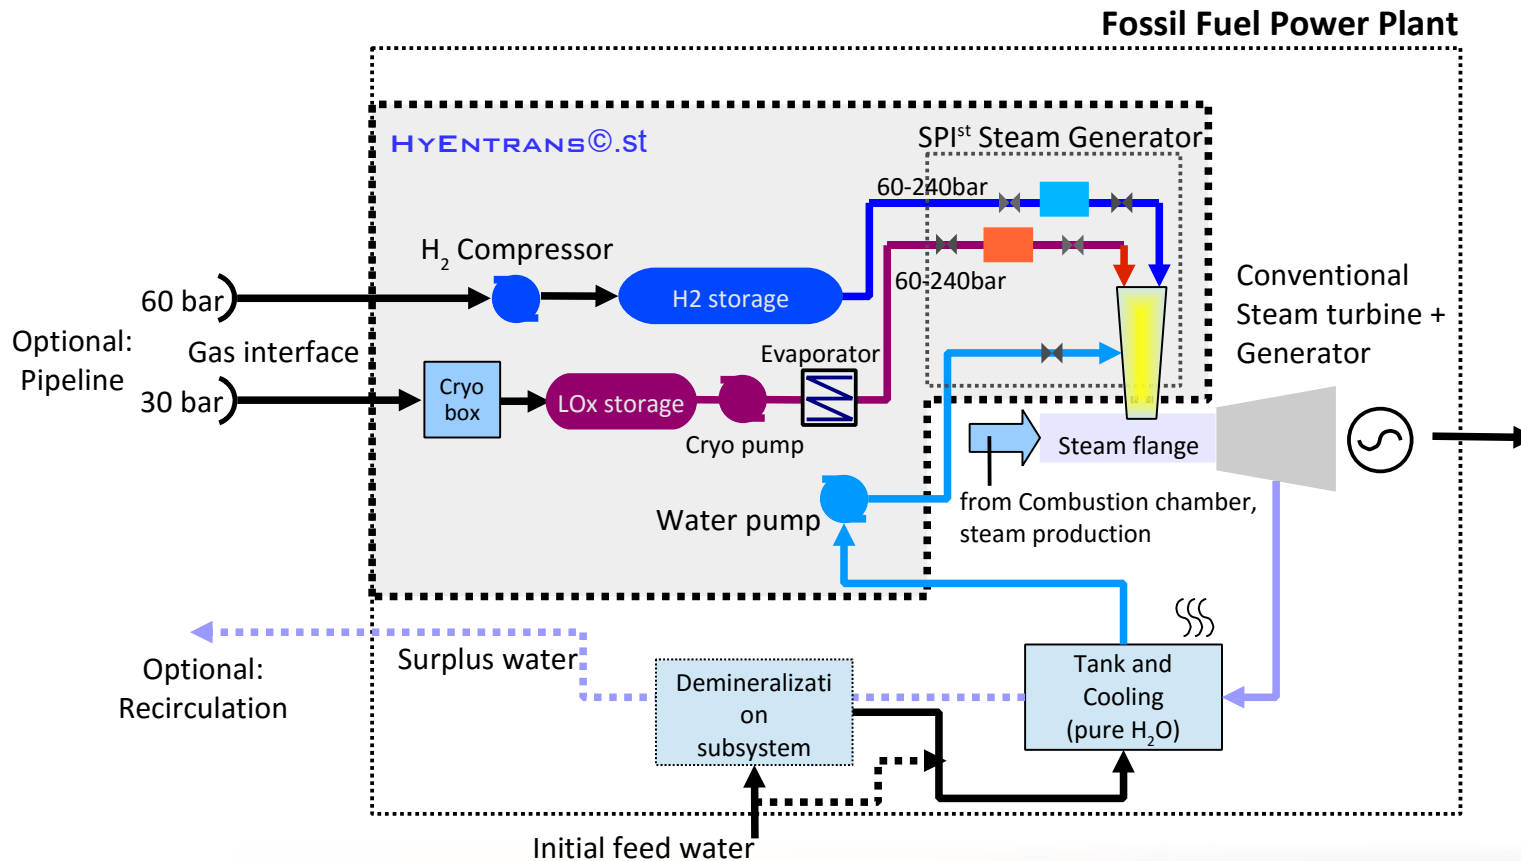 Fossil Fuel Power Plant
HYENTRANS©.st
SPIˢᵗ Steam Generator
60-240bar
H₂ Compressor
60-240bar
60 bar
H2 storage
Conventional
Steam turbine +
Generator
Optional:
Pipeline
Gas interface
Evaporator
30 bar
Cryo
box
LOx storage
Cryo pump
Steam flange
Water pump
from Combustion chamber,
steam production
Surplus water
Optional:
Recirculation
Demineralizati
on
subsystem
Tank and
Cooling
(pure H₂O)
Initial feed water